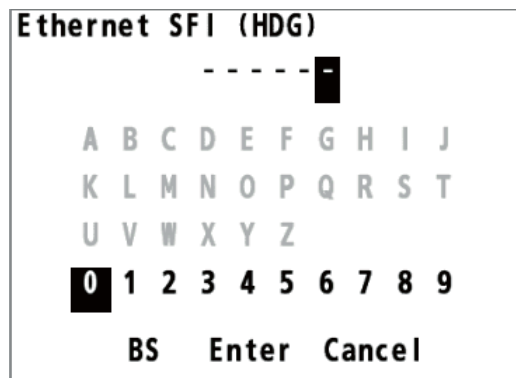 Ethernet SFI (HDG)
- - - - - -
A B C D E F G H I J
K L M N O P Q R S T
U V W X Y Z
0 1 2 3 4 5 6 7 8 9
BS Enter Cancel